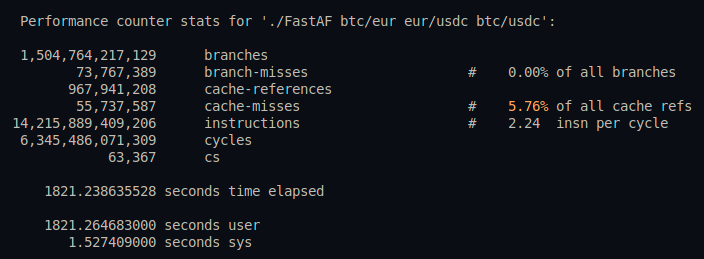 Performance counter stats for './FastAF btc/eur eur/usdc btc/usdc':
1,504,764,217,129 branches
73,767,389 branch-misses # 0.00% of all branches
967,941,208 cache-references
55,737,587 cache-misses # 5.76% of all cache refs
14,215,889,409,206 instructions # 2.24 insn per cycle
6,345,486,071,309 cycles
63,367 cs
1821.238635528 seconds time elapsed
1821.264683000 seconds user
1.527409000 seconds sys